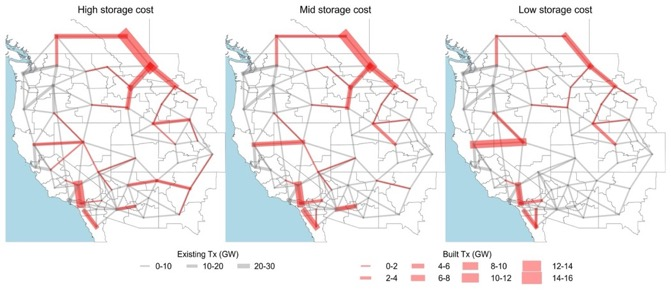 High storage cost
Mid storage cost
Low storage cost
Existing Tx (GW)
0-10 10-20 20-30
Built Tx (GW)
0-2 4-6 8-10 12-14
2-4 6-8 10-12 14-16